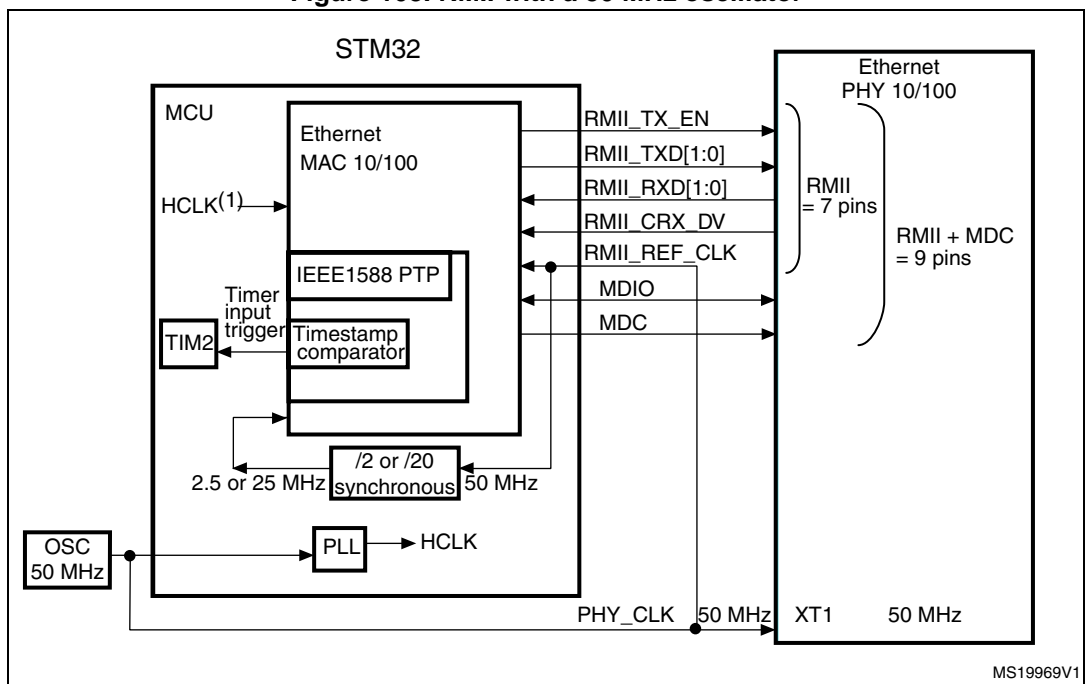 STM32
Ethernet
PHY 10/100
MCU
Ethernet
MAC 10/100
HCLK(1)
IEEE1588 PTP
Timer
input
trigger
TIM2
Timestamp
comparator
/2 or /20
synchronous
2.5 or 25 MHz
50 MHz
OSC
50 MHz
PLL
HCLK
RMII_TX_EN
RMII_TXD[1:0]
RMII_RXD[1:0]
RMII_CRX_DV
RMII_REF_CLK
MDIO
MDC
RMII
= 7 pins
RMII + MDC
= 9 pins
PHY_CLK
50 MHz
XT1
50 MHz
MS19969V1